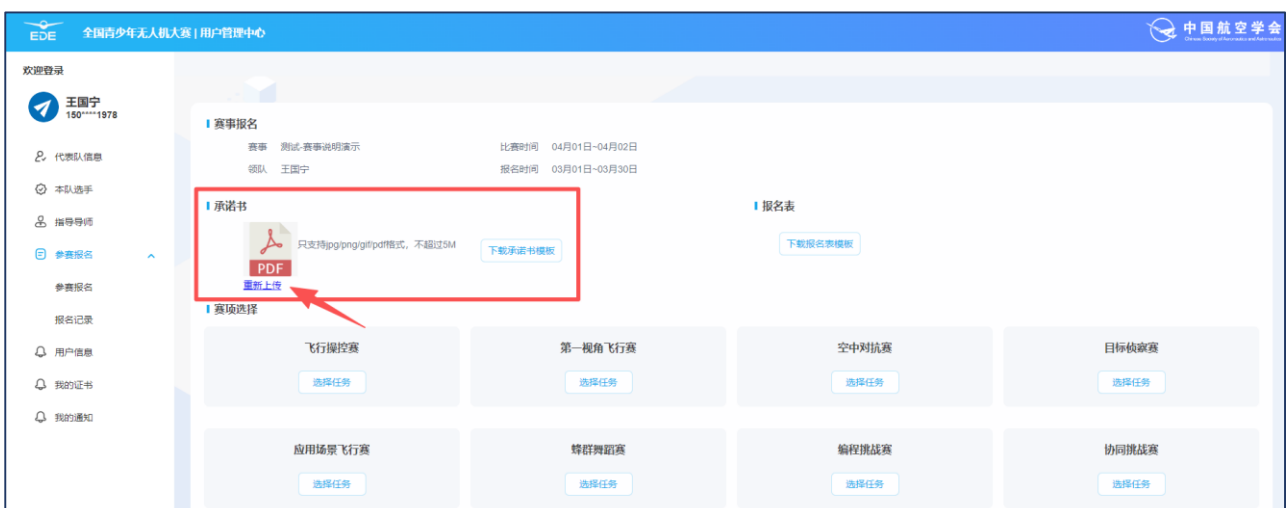 EDE 全国青少年无人机大赛 | 用户管理中心
中国航空学会
Chinese Society of Aeronautics and Astronautics
欢迎登录
王国宁
150****1978
代表队信息
本队选手
指导导师
参赛报名
参赛报名
报名记录
用户信息
我的证书
我的通知
赛事报名
赛事 测试-赛事说明演示 比赛时间 04月01日~04月02日
领队 王国宁 报名时间 03月01日~03月30日
承诺书 报名表
PDF
只支持jpg/png/gif/pdf格式，不超过5M
下载承诺书模板
下载报名表模板
重新上传
赛项选择
飞行操控赛 第一视角飞行赛 空中对抗赛 目标侦察赛
选择任务 选择任务 选择任务 选择任务
应用场景飞行赛 蜂群舞蹈赛 编程挑战赛 协同挑战赛
选择任务 选择任务 选择任务 选择任务